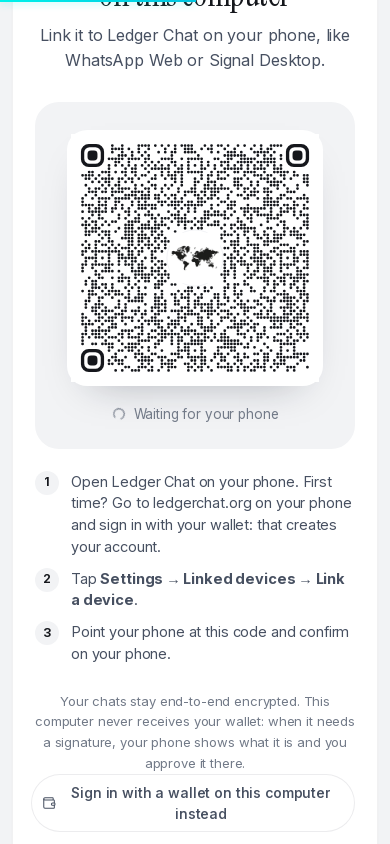 on this computer
Link it to Ledger Chat on your phone, like
WhatsApp Web or Signal Desktop.
Waiting for your phone
1 Open Ledger Chat on your phone. First
time? Go to ledgerchat.org on your phone
and sign in with your wallet: that creates
your account.
2 Tap Settings → Linked devices → Link
a device.
3 Point your phone at this code and confirm
on your phone.
Your chats stay end-to-end encrypted. This
computer never receives your wallet: when it needs
a signature, your phone shows what it is and you
approve it there.
Sign in with a wallet on this computer
instead